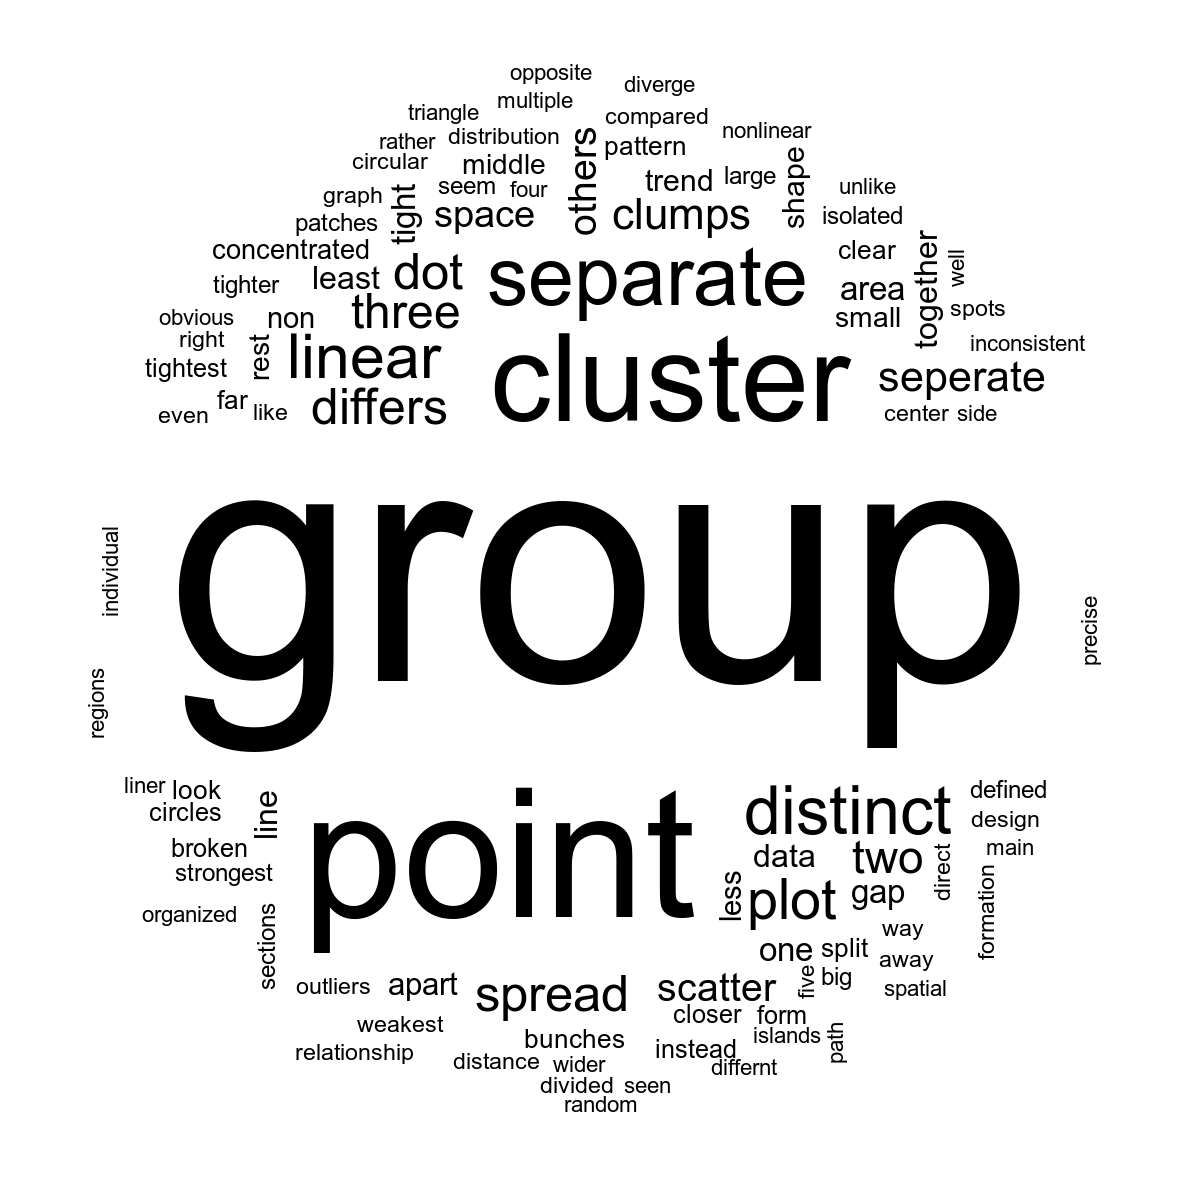 opposite
diverge
multiple
triangle
compared
nonlinear
rather
distribution
others
pattern
circular
middle
shape
graph
seem
four
trend
large
unlike
patches
tight
space
clumps
isolated
concentrated
clear
together
well
tighter
least
dot
separate
area
spots
obvious
non
three
small
right
rest
linear
cluster
inconsistent
tightest
seperate
even
far
like
differs
center
side
group
individual
precise
regions
liner
look
line
point
distinct
defined
circles
design
broken
data
two
direct
main
strongest
less
plot
gap
formation
organized
sections
way
one
split
away
outliers
apart
spread
scatter
five
big
spatial
weakest
closer
form
relationship
bunches
instead
islands
path
distance
wider
differnt
divided
seen
random